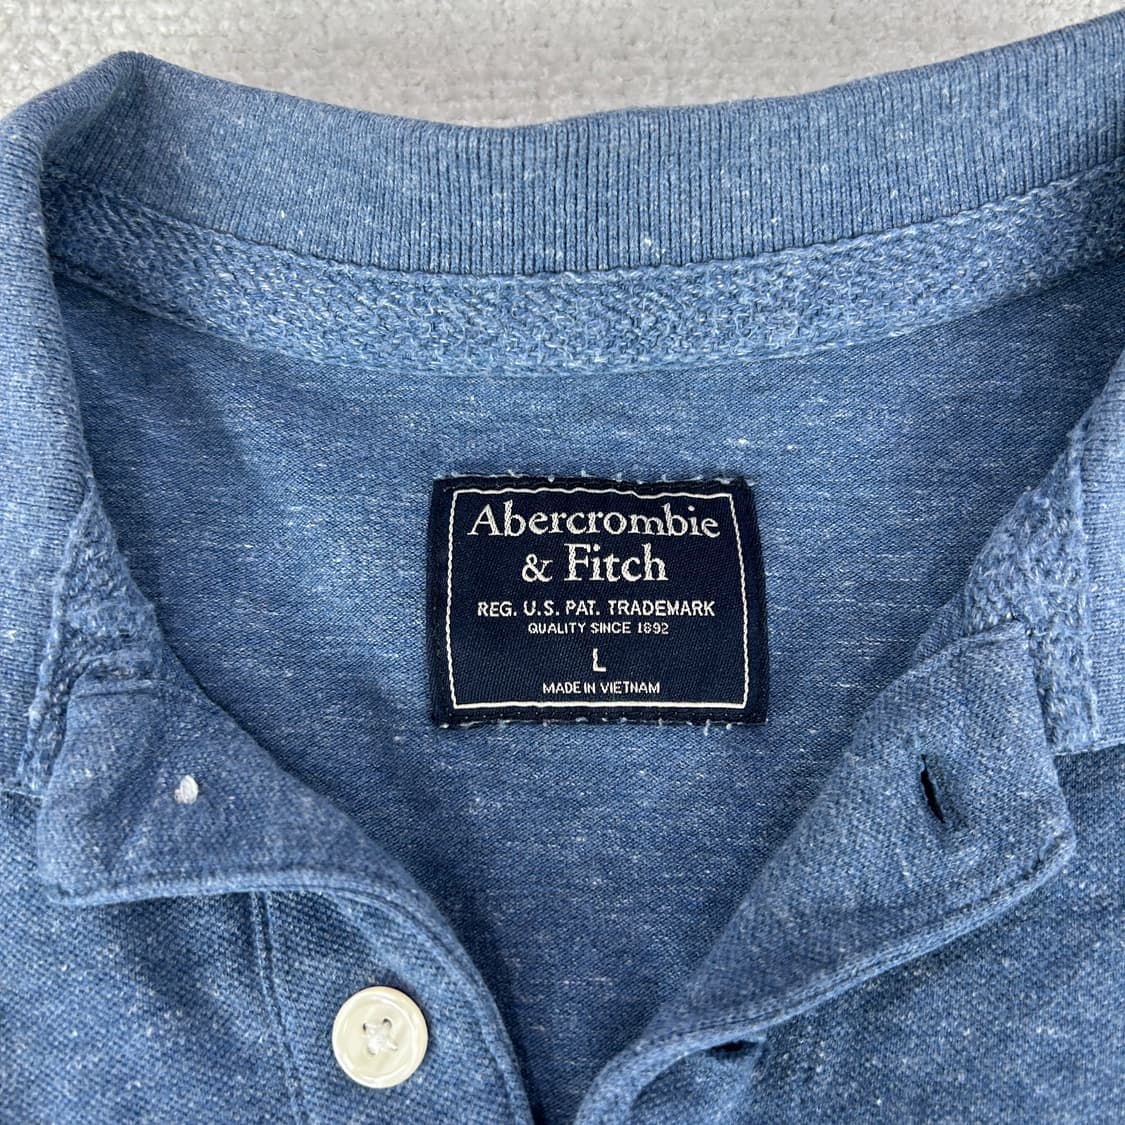 Abercrombie
& Fitch
REG. U.S. PAT. TRADEMARK
QUALITY SINCE 1892
L
MADE IN VIETNAM